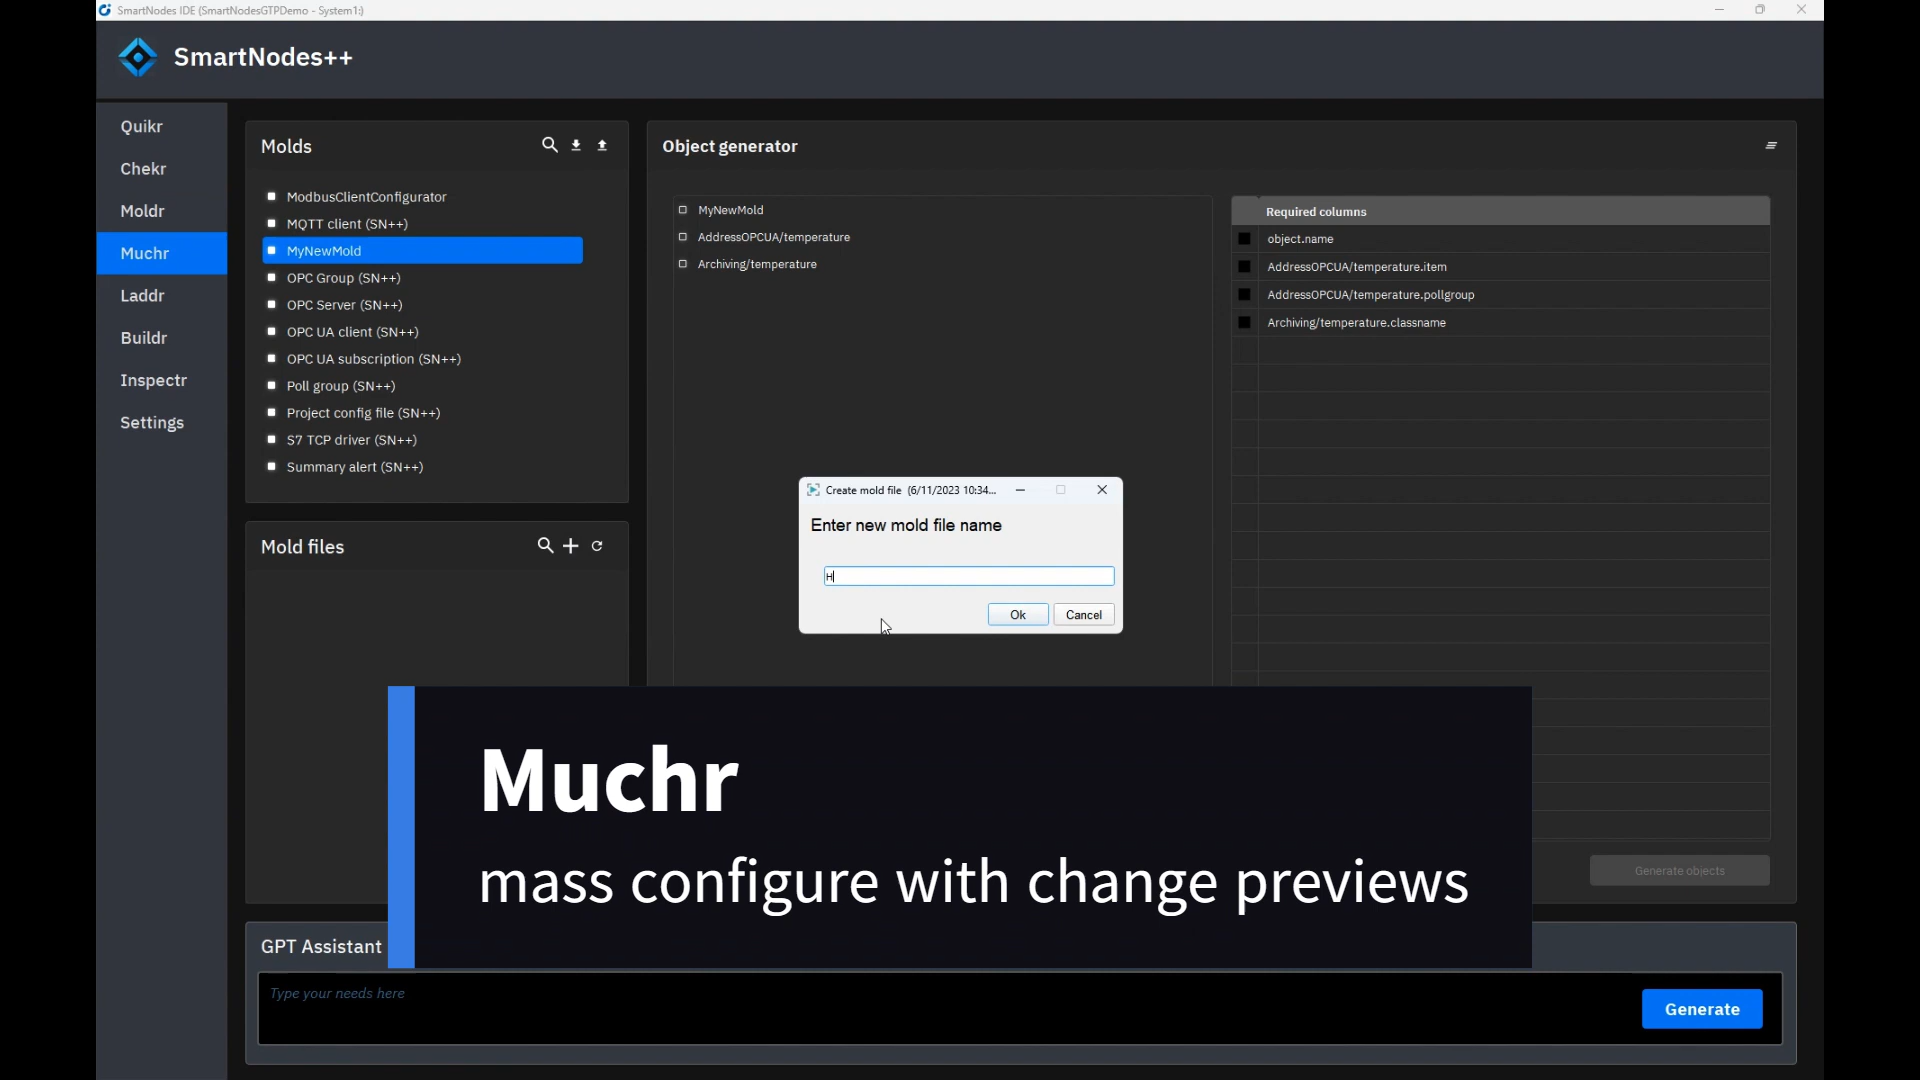 SmartNodes IDE (SmartNodesGTPDemo - System1:)
SmartNodes++
Quikr
Chekr
Moldr
Muchr
Laddr
Buildr
Inspectr
Settings
Molds
ModbusClientConfigurator
MQTT client (SN++)
MyNewMold
OPC Group (SN++)
OPC Server (SN++)
OPC UA client (SN++)
OPC UA subscription (SN++)
Poll group (SN++)
Project config file (SN++)
S7 TCP driver (SN++)
Summary alert (SN++)
Mold files
Object generator
MyNewMold
AddressOPCUA/temperature
Archiving/temperature
Required columns
object.name
AddressOPCUA/temperature.item
AddressOPCUA/temperature.pollgroup
Archiving/temperature.classname
Create mold file (6/11/2023 10:34...
Enter new mold file name
H
Ok Cancel
Muchr
mass configure with change previews
Generate objects
GPT Assistant
Type your needs here
Generate